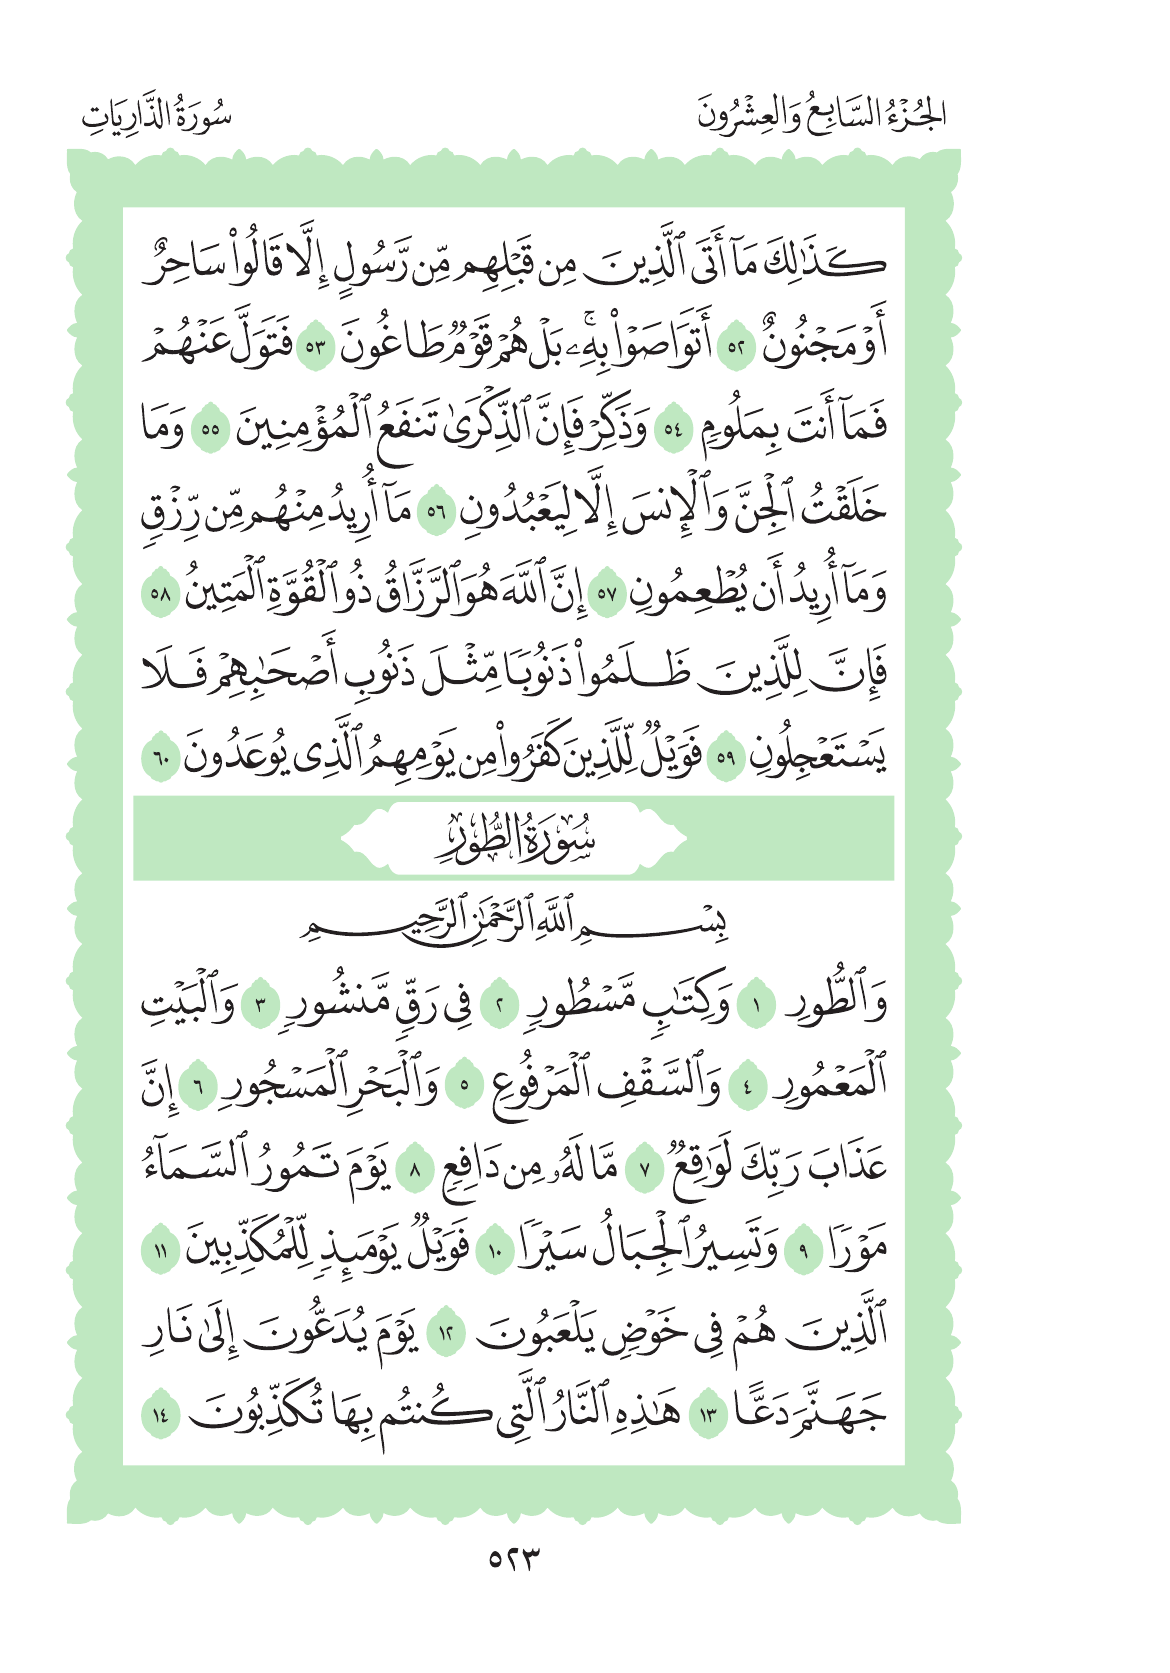 الجُزْءُ السَّابِعُ وَالعِشْرُونَ
سُورَةُ الذَّارِيَاتِ
كَذَٰلِكَ مَآ أَتَى ٱلَّذِينَ مِن قَبْلِهِم مِّن رَّسُولٍ إِلَّا قَالُوا۟ سَاحِرٌ
أَوْ مَجْنُونٌ ٥٢ أَتَوَاصَوْا۟ بِهِۦۚ بَلْ هُمْ قَوْمٌ طَاغُونَ ٥٣ فَتَوَلَّ عَنْهُمْ
فَمَآ أَنتَ بِمَلُومٍ ٥٤ وَذَكِّرْ فَإِنَّ ٱلذِّكْرَىٰ تَنفَعُ ٱلْمُؤْمِنِينَ ٥٥ وَمَا
خَلَقْتُ ٱلْجِنَّ وَٱلْإِنسَ إِلَّا لِيَعْبُدُونِ ٥٦ مَآ أُرِيدُ مِنْهُم مِّن رِّزْقٍ
وَمَآ أُرِيدُ أَن يُطْعِمُونِ ٥٧ إِنَّ ٱللَّهَ هُوَ ٱلرَّزَّاقُ ذُو ٱلْقُوَّةِ ٱلْمَتِينُ ٥٨
فَإِنَّ لِلَّذِينَ ظَلَمُوا۟ ذَنُوبًا مِّثْلَ ذَنُوبِ أَصْحَٰبِهِمْ فَلَا
يَسْتَعْجِلُونِ ٥٩ فَوَيْلٌ لِّلَّذِينَ كَفَرُوا۟ مِن يَوْمِهِمُ ٱلَّذِى يُوعَدُونَ ٦٠
سُورَةُ الطُّورِ
بِسْمِ ٱللَّهِ ٱلرَّحْمَٰنِ ٱلرَّحِيمِ
وَٱلطُّورِ ١ وَكِتَٰبٍ مَّسْطُورٍ ٢ فِى رَقٍّ مَّنشُورٍ ٣ وَٱلْبَيْتِ
ٱلْمَعْمُورِ ٤ وَٱلسَّقْفِ ٱلْمَرْفُوعِ ٥ وَٱلْبَحْرِ ٱلْمَسْجُورِ ٦ إِنَّ
عَذَابَ رَبِّكَ لَوَٰقِعٌ ٧ مَّا لَهُۥ مِن دَافِعٍ ٨ يَوْمَ تَمُورُ ٱلسَّمَآءُ
مَوْرًا ٩ وَتَسِيرُ ٱلْجِبَالُ سَيْرًا ١٠ فَوَيْلٌ يَوْمَئِذٍ لِّلْمُكَذِّبِينَ ١١
ٱلَّذِينَ هُمْ فِى خَوْضٍ يَلْعَبُونَ ١٢ يَوْمَ يُدَعُّونَ إِلَىٰ نَارِ
جَهَنَّمَ دَعًّا ١٣ هَٰذِهِ ٱلنَّارُ ٱلَّتِى كُنتُم بِهَا تُكَذِّبُونَ ١٤
٥٢٣